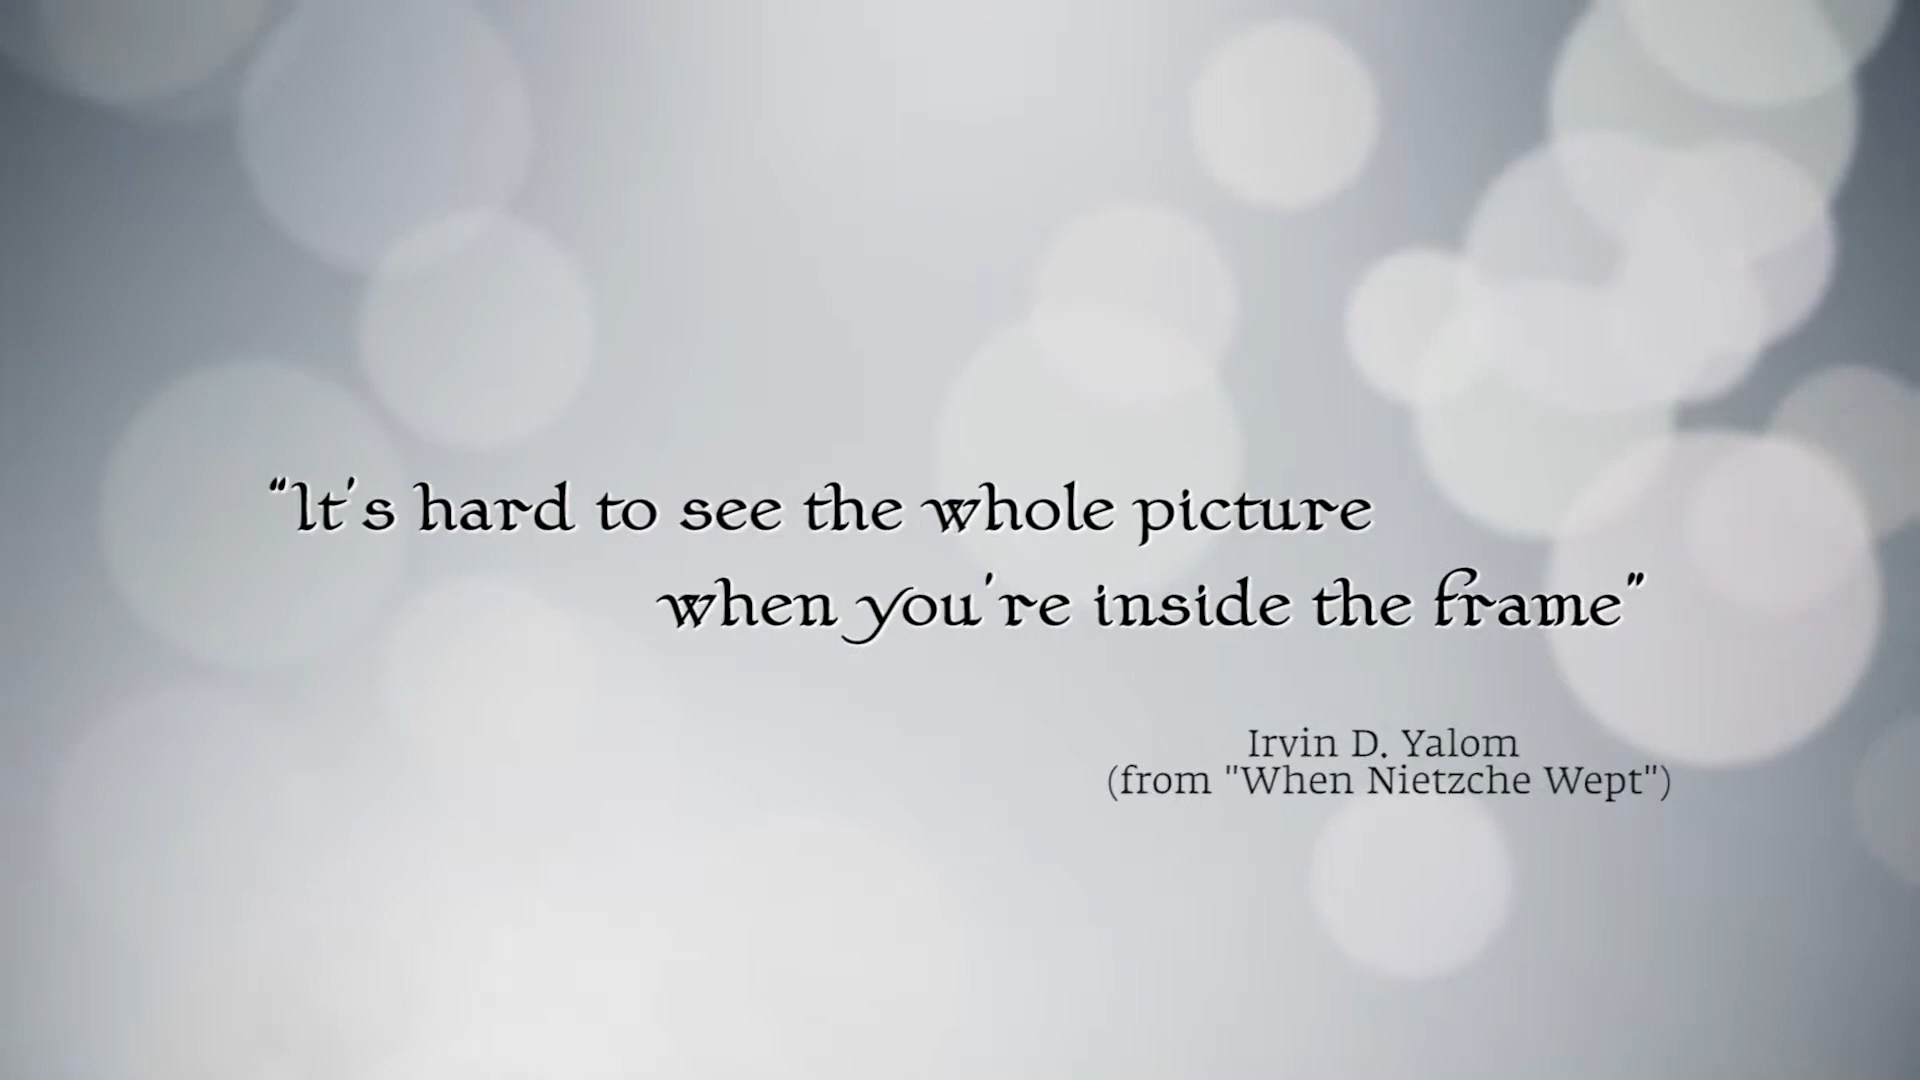 “It's hard to see the whole picture
when you're inside the frame”
Irvin D. Yalom
(from "When Nietzche Wept")